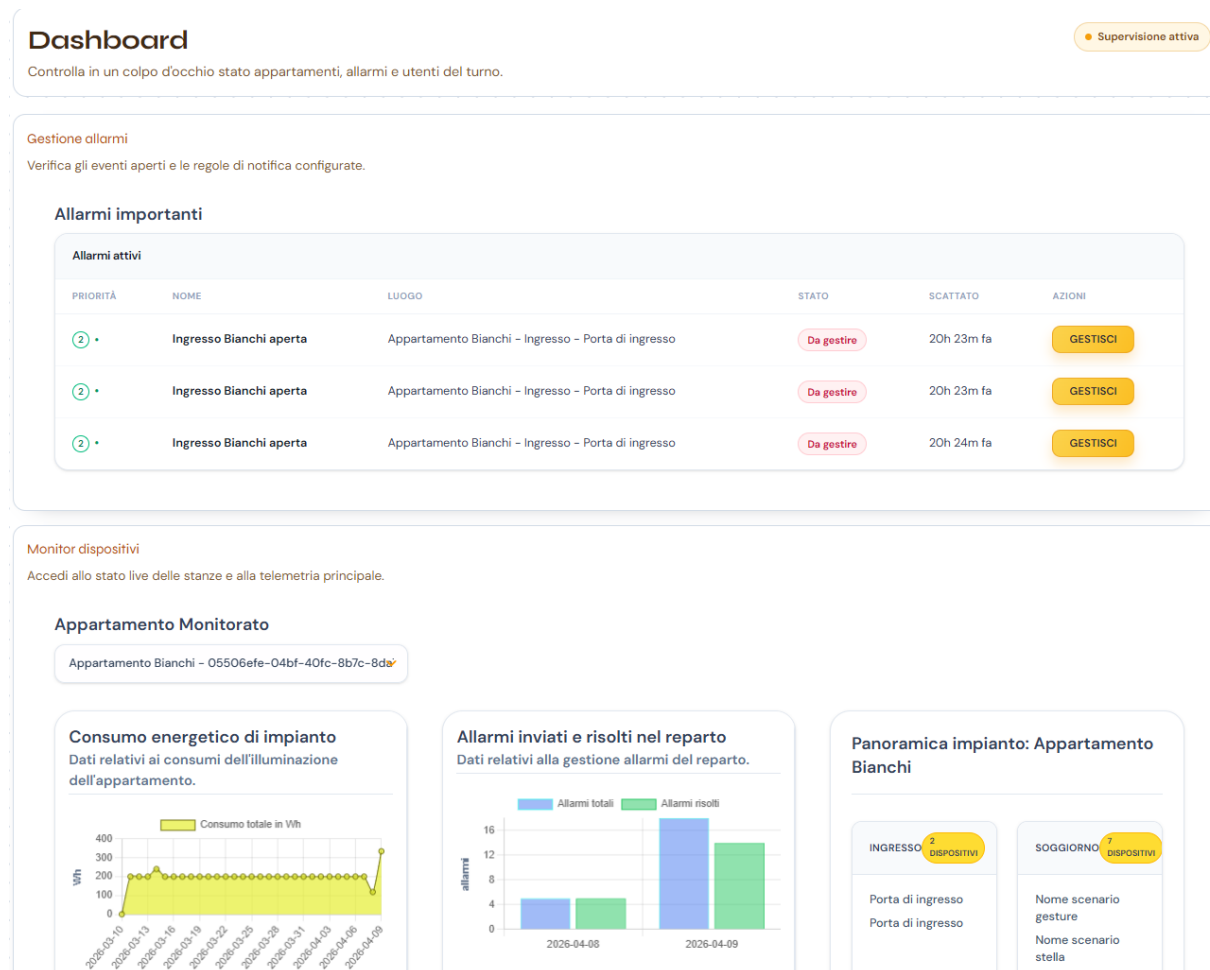 Dashboard
Supervisione attiva
Controlla in un colpo d'occhio stato appartamenti, allarmi e utenti del turno.
Gestione allarmi
Verifica gli eventi aperti e le regole di notifica configurate.
Allarmi importanti
Allarmi attivi
PRIORITÀ NOME LUOGO STATO SCATTATO AZIONI
2 Ingresso Bianchi aperta Appartamento Bianchi - Ingresso - Porta di ingresso Da gestire 20h 23m fa GESTISCI
2 Ingresso Bianchi aperta Appartamento Bianchi - Ingresso - Porta di ingresso Da gestire 20h 23m fa GESTISCI
2 Ingresso Bianchi aperta Appartamento Bianchi - Ingresso - Porta di ingresso Da gestire 20h 24m fa GESTISCI
Monitor dispositivi
Accedi allo stato live delle stanze e alla telemetria principale.
Appartamento Monitorato
Appartamento Bianchi - 05506efe-04bf-40fc-8b7c-8da
Consumo energetico di impianto
Dati relativi ai consumi dell'illuminazione
dell'appartamento.
Consumo totale in Wh
400
300
200
100
0
Wh
2026-03-10
2026-03-13
2026-03-16
2026-03-19
2026-03-22
2026-03-25
2026-03-28
2026-03-31
2026-04-03
2026-04-06
2026-04-09
Allarmi inviati e risolti nel reparto
Dati relativi alla gestione allarmi del reparto.
Allarmi totali Allarmi risolti
16
12
8
4
0
allarmi
2026-04-08 2026-04-09
Panoramica impianto: Appartamento
Bianchi
INGRESSO
2
DISPOSITIVI
Porta di ingresso
Porta di ingresso
SOGGIORNO
7
DISPOSITIVI
Nome scenario
gesture
Nome scenario
stella